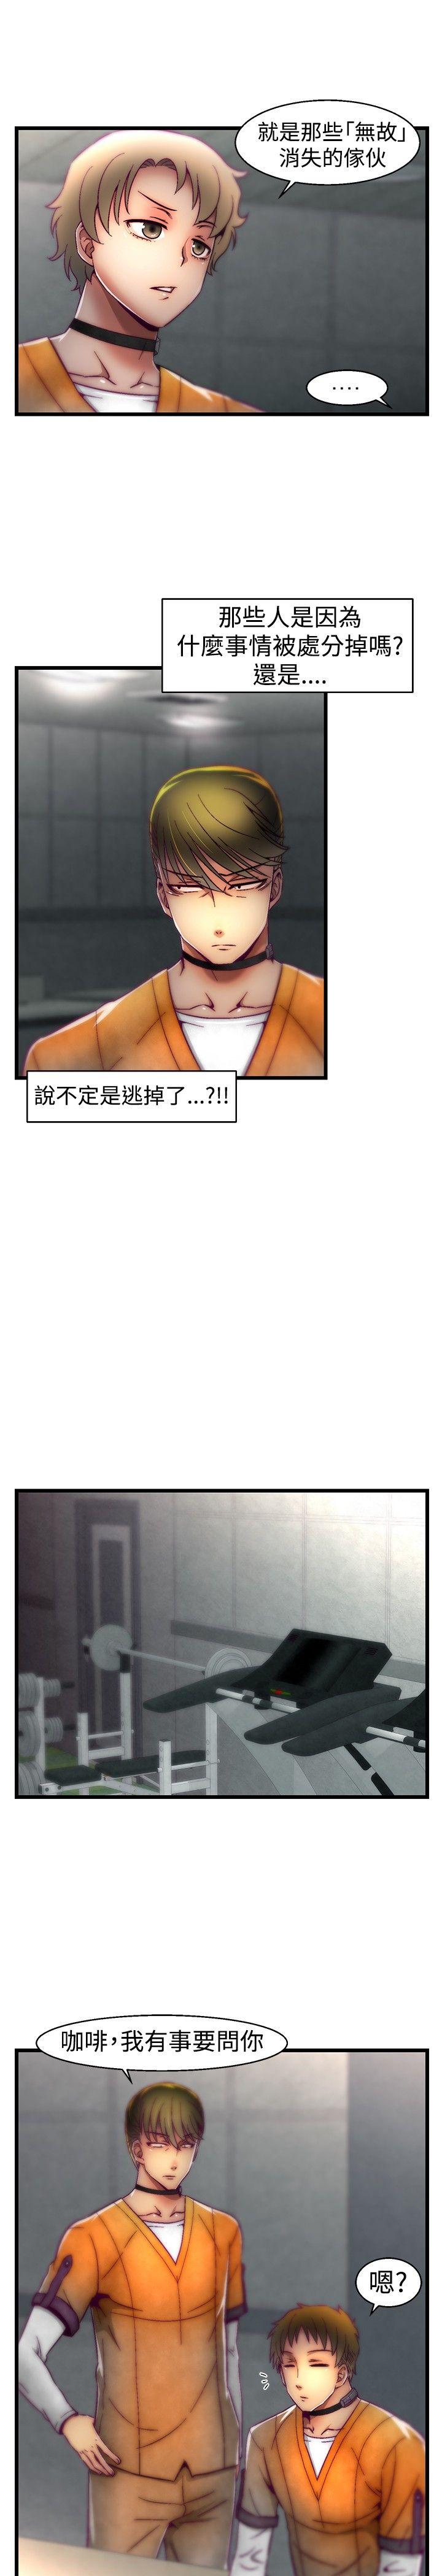 就是那些「無故」
消失的傢伙
....
那些人是因為
什麼事情被處分掉嗎?
還是....
說不定是逃掉了...?!!
咖啡，我有事要問你
嗯?